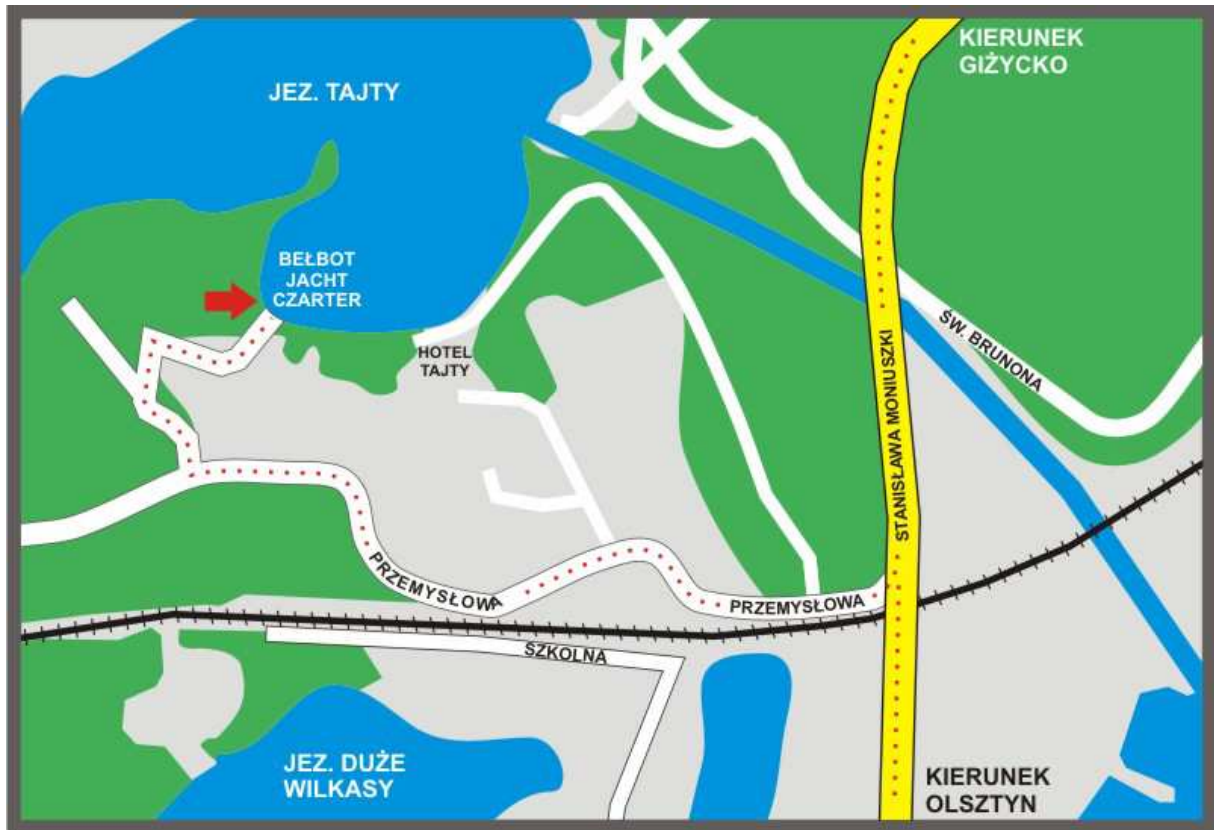 KIERUNEK
GIŻYCKO
JEZ. TAJTY
BEŁBOT
JACHT
CZARTER
HOTEL
TAJTY
ŚW. BRUNONA
STANISŁAWA MONIUSZKI
PRZEMYSŁOWA
PRZEMYSŁOWA
SZKOLNA
JEZ. DUŻE
WILKASY
KIERUNEK
OLSZTYN